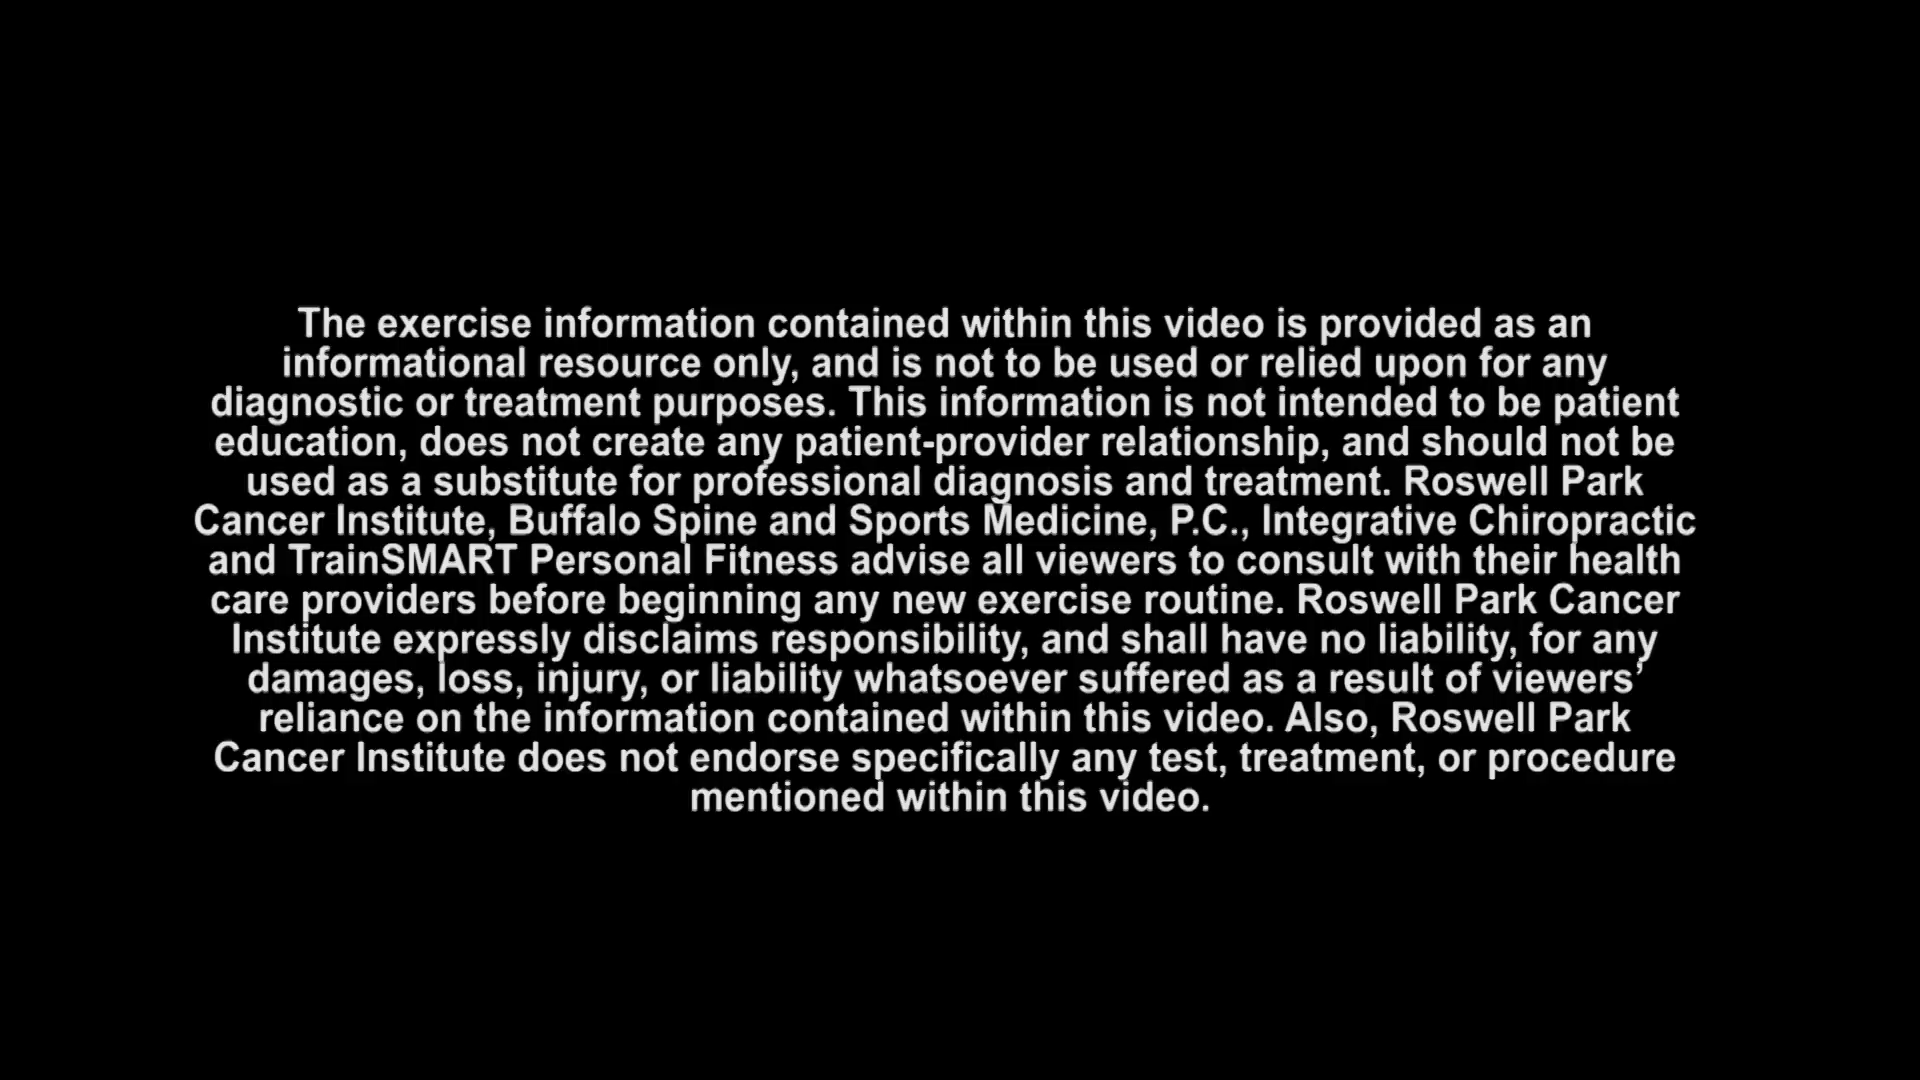 The exercise information contained within this video is provided as an
informational resource only, and is not to be used or relied upon for any
diagnostic or treatment purposes. This information is not intended to be patient
education, does not create any patient-provider relationship, and should not be
used as a substitute for professional diagnosis and treatment. Roswell Park
Cancer Institute, Buffalo Spine and Sports Medicine, P.C., Integrative Chiropractic
and TrainSMART Personal Fitness advise all viewers to consult with their health
care providers before beginning any new exercise routine. Roswell Park Cancer
Institute expressly disclaims responsibility, and shall have no liability, for any
damages, loss, injury, or liability whatsoever suffered as a result of viewers’
reliance on the information contained within this video. Also, Roswell Park
Cancer Institute does not endorse specifically any test, treatment, or procedure
mentioned within this video.